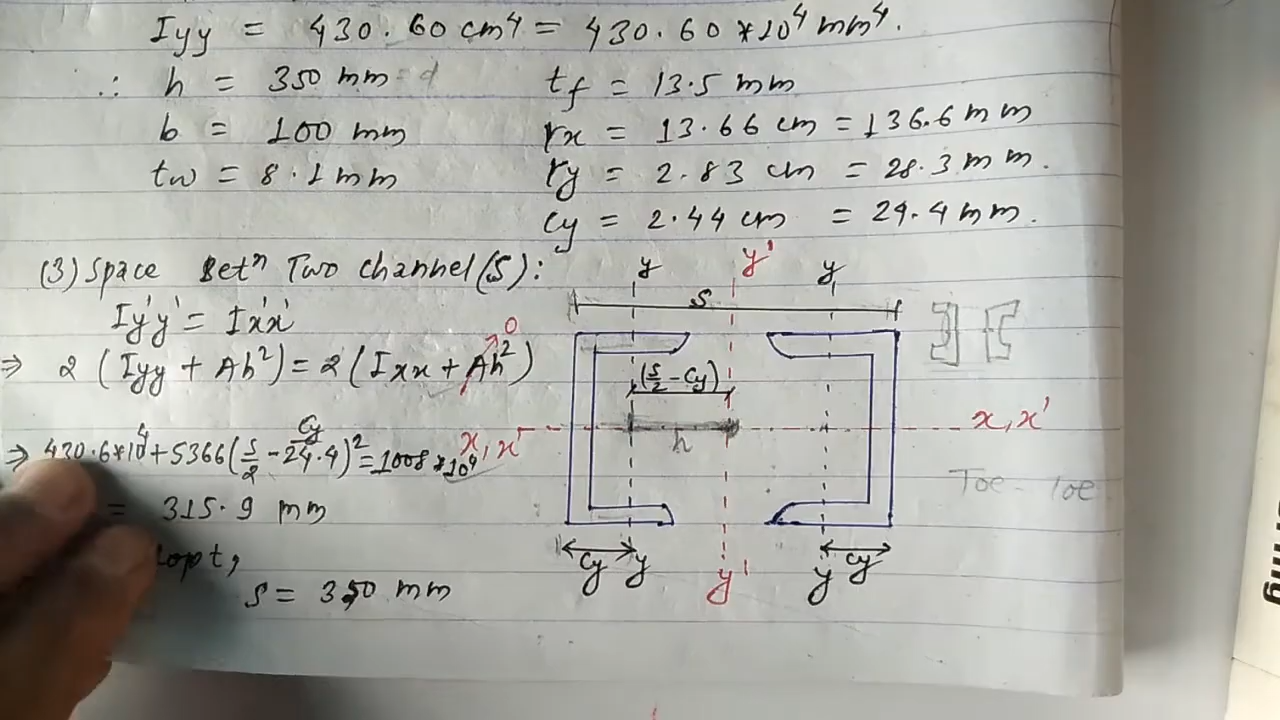 Iyy = 430.60 cm⁴ = 430.60 * 10⁴ mm⁴.
∴ h = 350 mm = d
tf = 13.5 mm
b = 100 mm
rx = 13.66 cm = 136.6 mm
tw = 8.1 mm
ry = 2.83 cm = 28.3 mm.
Cy = 2.44 cm = 24.4 mm.
(3) Space Betⁿ Two channel (S):
Iy'y' = Ix'x'
⇒ 2 (Iyy + Ah²) = 2 (Ixx + Ah²)
0
Cy
⇒ 430.6*10⁴ + 5366 (S/2 - 24.4)² = 1008 * 10⁴
= 315.9 mm
opt,
S = 350 mm
y y' y
S
(S/2 - Cy)
h
x, x'
x, x'
Toe - Toe
Cy y y' y Cy